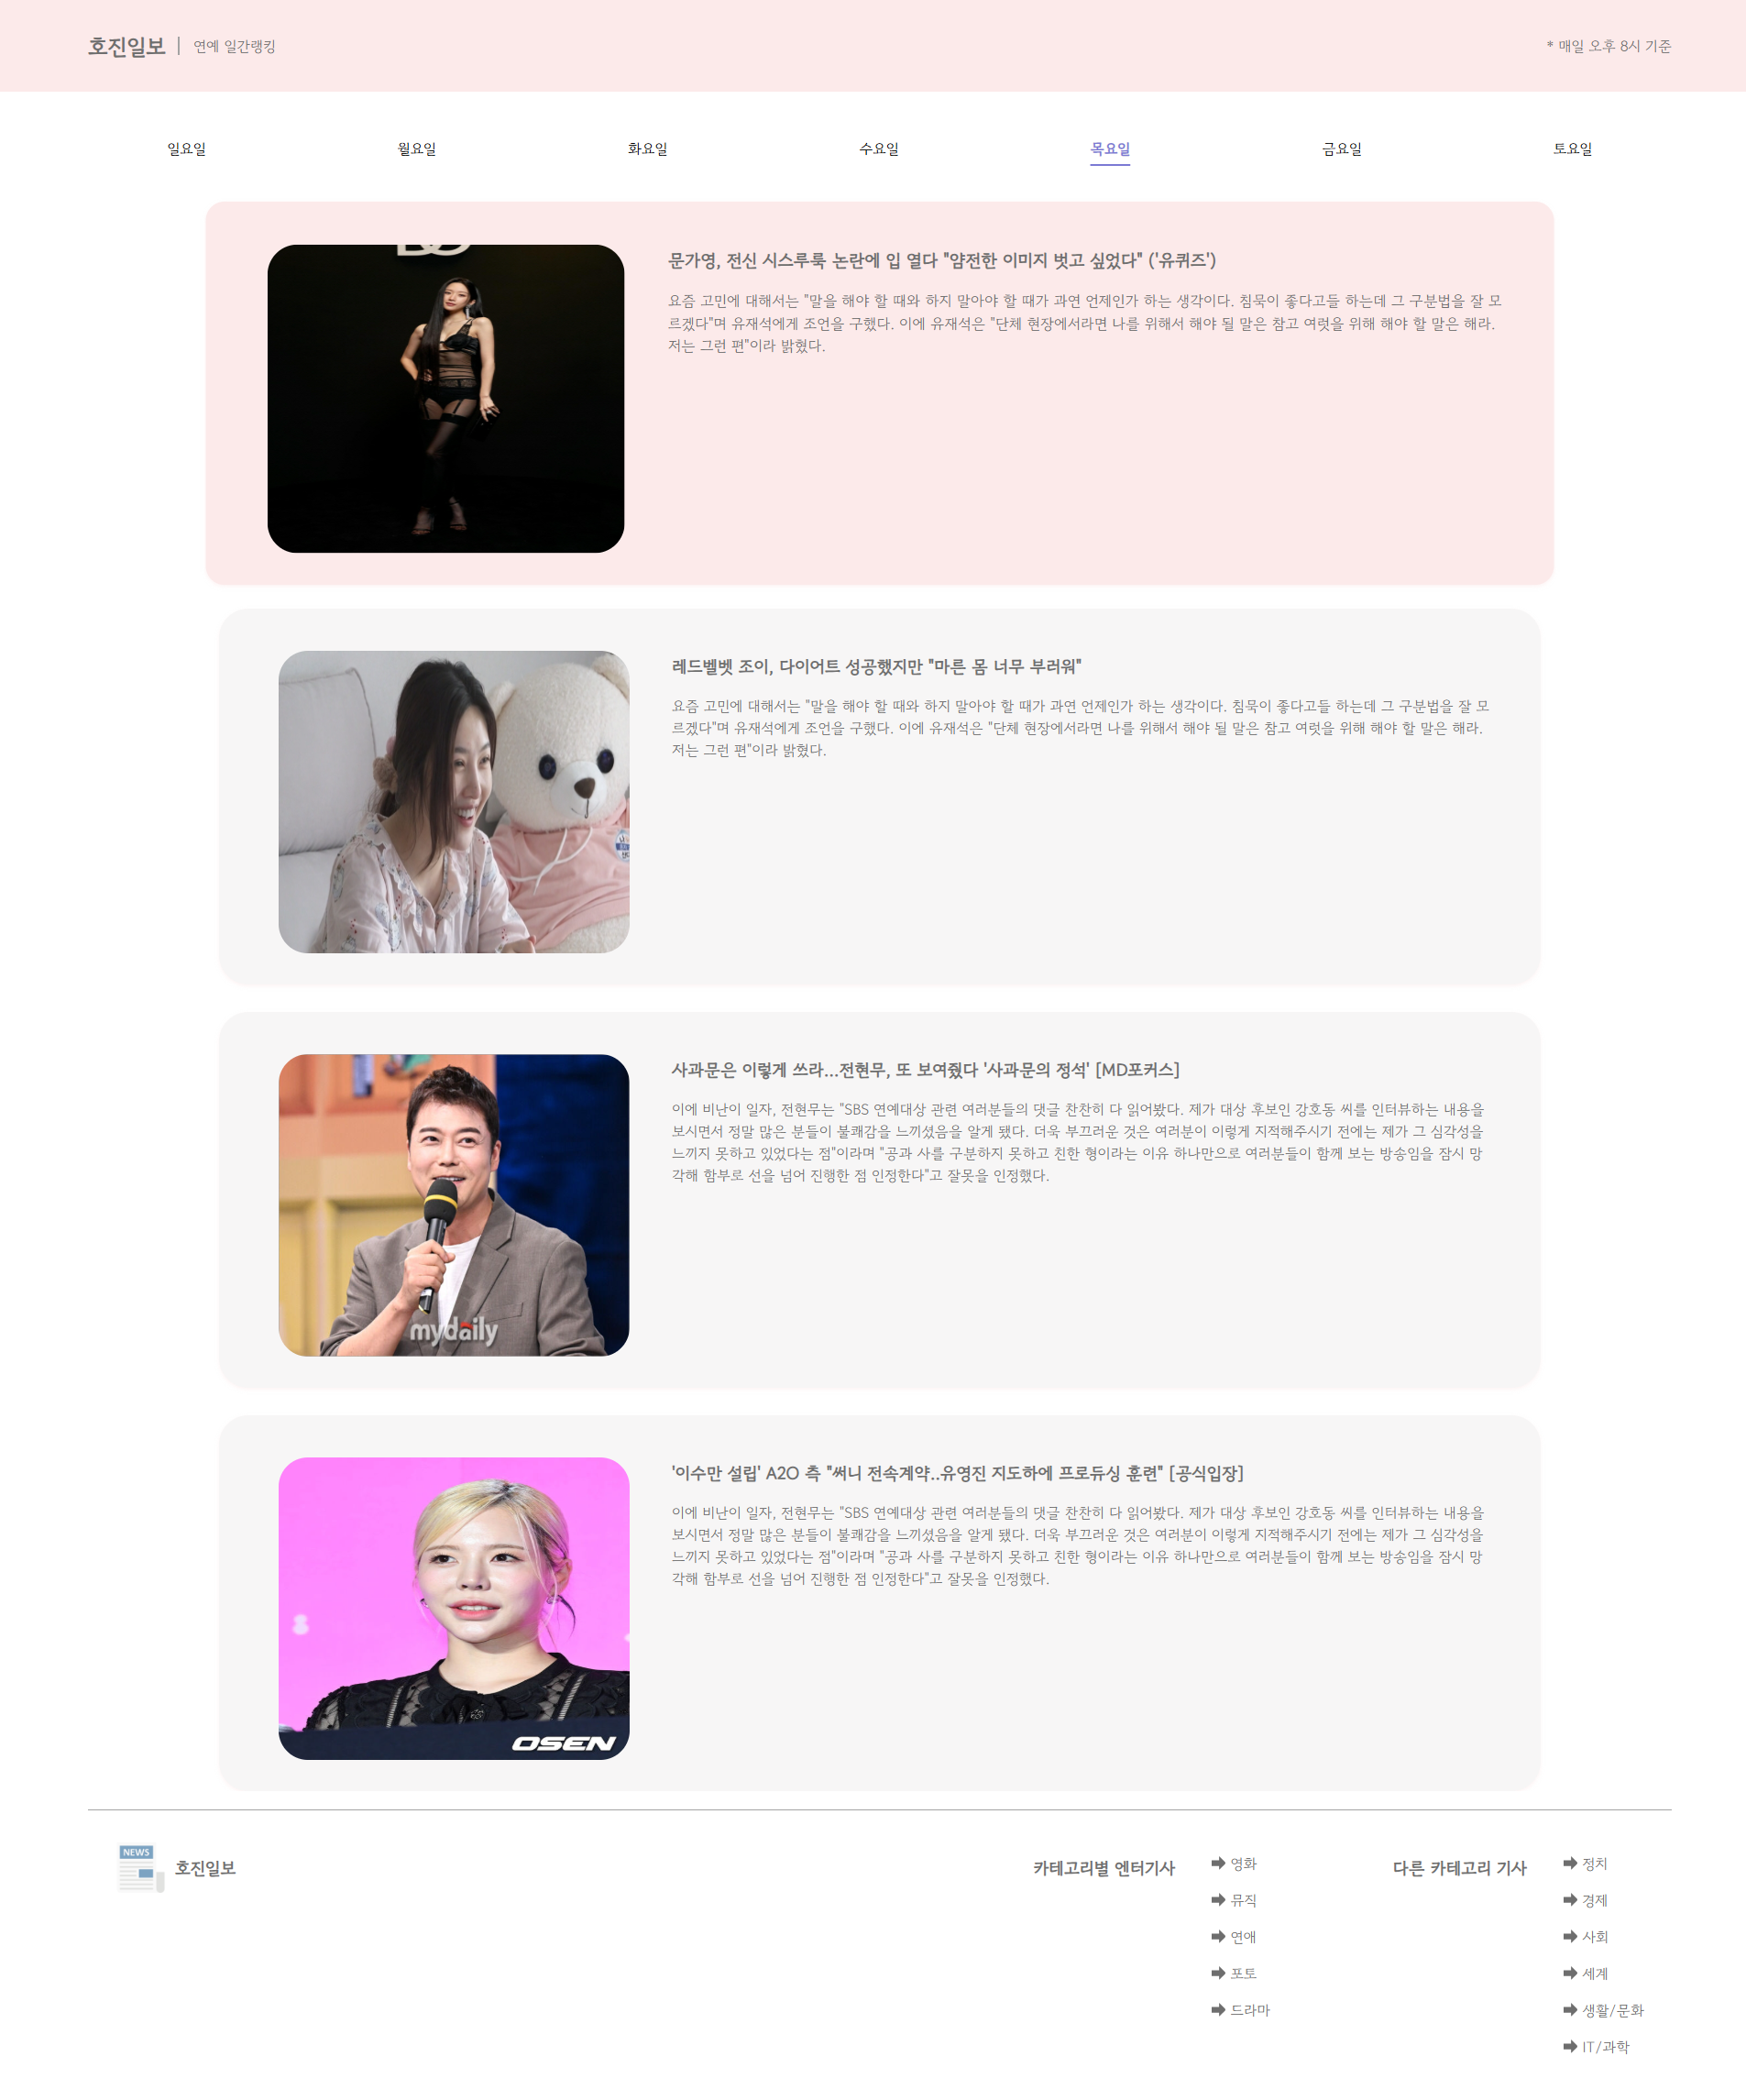 호진일보 | 연예 일간랭킹
* 매일 오후 8시 기준
일요일 월요일 화요일 수요일 목요일 금요일 토요일
문가영, 전신 시스루룩 논란에 입 열다 "얌전한 이미지 벗고 싶었다" ('유퀴즈')
요즘 고민에 대해서는 "말을 해야 할 때와 하지 말아야 할 때가 과연 언제인가 하는 생각이다. 침묵이 좋다고들 하는데 그 구분법을 잘 모
르겠다"며 유재석에게 조언을 구했다. 이에 유재석은 "단체 현장에서라면 나를 위해서 해야 될 말은 참고 여럿을 위해 해야 할 말은 해라.
저는 그런 편"이라 밝혔다.
레드벨벳 조이, 다이어트 성공했지만 "마른 몸 너무 부러워"
요즘 고민에 대해서는 "말을 해야 할 때와 하지 말아야 할 때가 과연 언제인가 하는 생각이다. 침묵이 좋다고들 하는데 그 구분법을 잘 모
르겠다"며 유재석에게 조언을 구했다. 이에 유재석은 "단체 현장에서라면 나를 위해서 해야 될 말은 참고 여럿을 위해 해야 할 말은 해라.
저는 그런 편"이라 밝혔다.
사과문은 이렇게 쓰라...전현무, 또 보여줬다 '사과문의 정석' [MD포커스]
이에 비난이 일자, 전현무는 "SBS 연예대상 관련 여러분들의 댓글 찬찬히 다 읽어봤다. 제가 대상 후보인 강호동 씨를 인터뷰하는 내용을
보시면서 정말 많은 분들이 불쾌감을 느끼셨음을 알게 됐다. 더욱 부끄러운 것은 여러분이 이렇게 지적해주시기 전에는 제가 그 심각성을
느끼지 못하고 있었다는 점"이라며 "공과 사를 구분하지 못하고 친한 형이라는 이유 하나만으로 여러분들이 함께 보는 방송임을 잠시 망
각해 함부로 선을 넘어 진행한 점 인정한다"고 잘못을 인정했다.
mydaily
'이수만 설립' A2O 측 "써니 전속계약..유영진 지도하에 프로듀싱 훈련" [공식입장]
이에 비난이 일자, 전현무는 "SBS 연예대상 관련 여러분들의 댓글 찬찬히 다 읽어봤다. 제가 대상 후보인 강호동 씨를 인터뷰하는 내용을
보시면서 정말 많은 분들이 불쾌감을 느끼셨음을 알게 됐다. 더욱 부끄러운 것은 여러분이 이렇게 지적해주시기 전에는 제가 그 심각성을
느끼지 못하고 있었다는 점"이라며 "공과 사를 구분하지 못하고 친한 형이라는 이유 하나만으로 여러분들이 함께 보는 방송임을 잠시 망
각해 함부로 선을 넘어 진행한 점 인정한다"고 잘못을 인정했다.
OSEN
NEWS
호진일보
카테고리별 엔터기사
영화
뮤직
연애
포토
드라마
다른 카테고리 기사
정치
경제
사회
세계
생활/문화
IT/과학